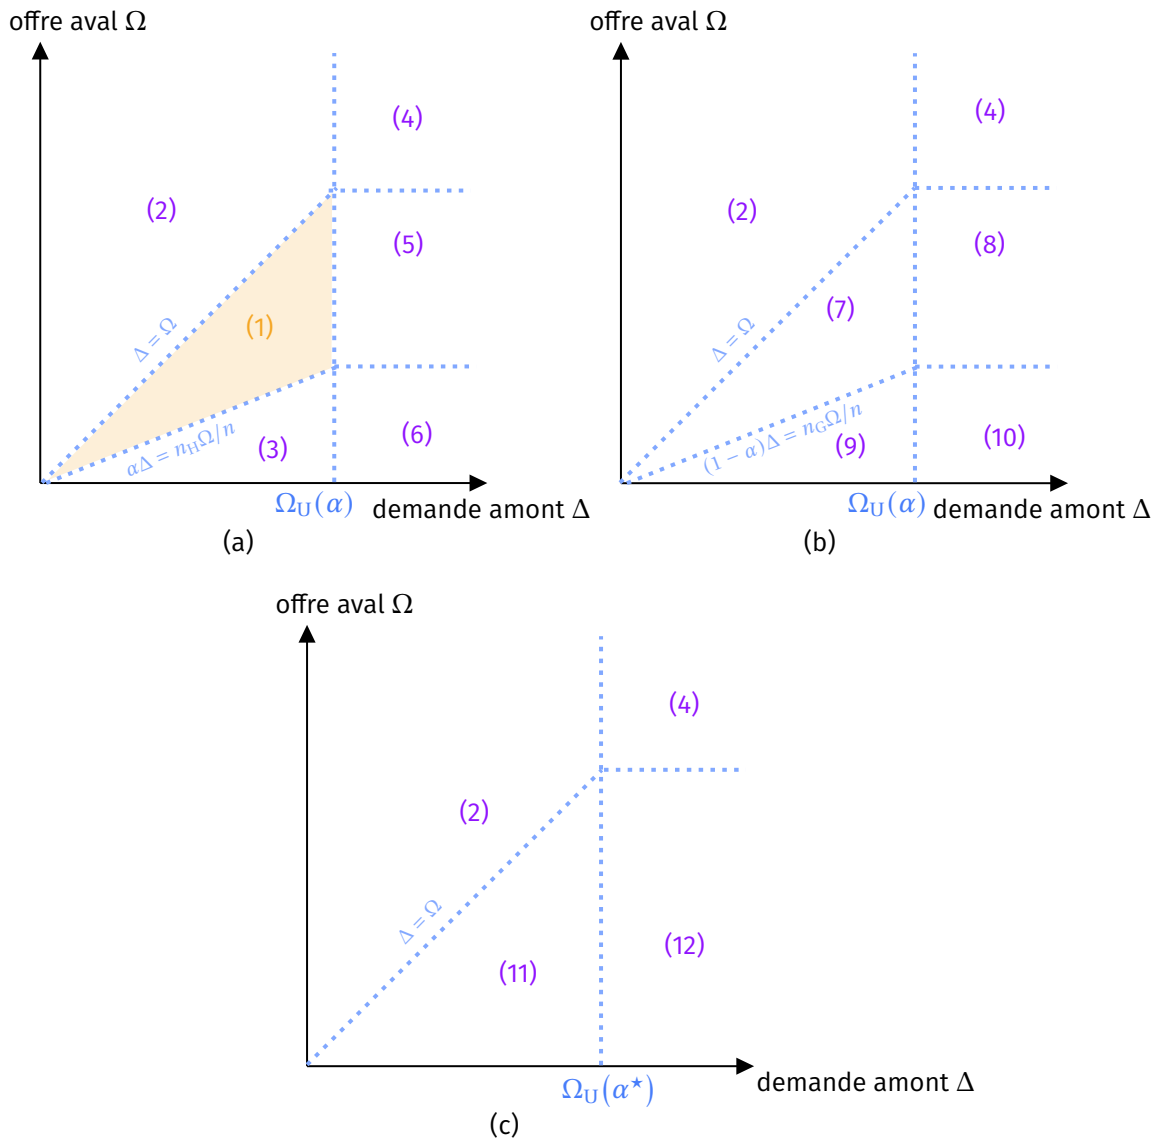 offre aval Ω
(4)
(2)
(5)
(1)
Δ = Ω
αΔ = n_HΩ/n
(3)
(6)
Ω_U(α)
demande amont Δ
(a)
offre aval Ω
(4)
(2)
(8)
(7)
Δ = Ω
(1 − α)Δ = n_GΩ/n
(9)
(10)
Ω_U(α)
demande amont Δ
(b)
offre aval Ω
(4)
(2)
Δ = Ω
(12)
(11)
Ω_U(α★)
demande amont Δ
(c)